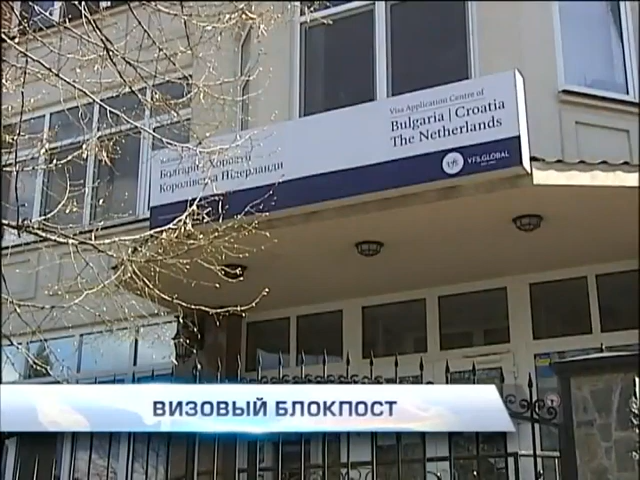 Болгарії Хорватії
Королівства Нідерланди
Visa Application Centre of
Bulgaria | Croatia
The Netherlands
VFS.GLOBAL
ВИЗОВЫЙ БЛОКПОСТ